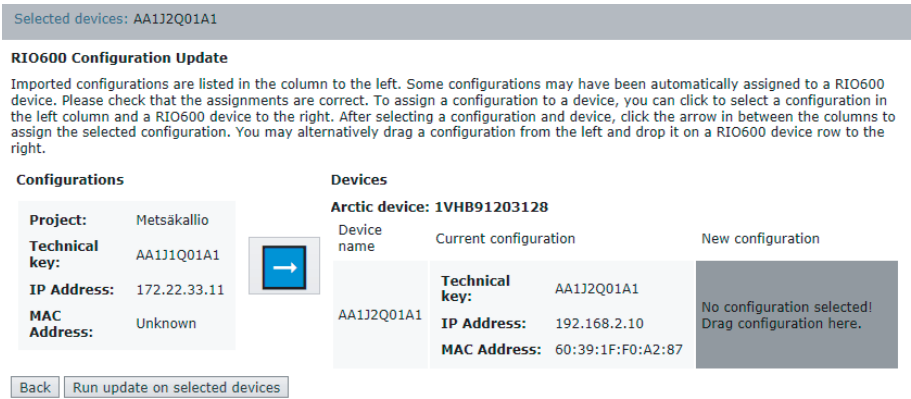 Selected devices: AA1J2Q01A1
RIO600 Configuration Update
Imported configurations are listed in the column to the left. Some configurations may have been automatically assigned to a RIO600
device. Please check that the assignments are correct. To assign a configuration to a device, you can click to select a configuration in
the left column and a RIO600 device to the right. After selecting a configuration and device, click the arrow in between the columns to
assign the selected configuration. You may alternatively drag a configuration from the left and drop it on a RIO600 device row to the
right.
Configurations
Project: Metsäkallio
Technical
key: AA1J1Q01A1
IP Address: 172.22.33.11
MAC
Address: Unknown
Devices
Arctic device: 1VHB91203128
Device
name
Current configuration
New configuration
AA1J2Q01A1
Technical
key: AA1J2Q01A1
IP Address: 192.168.2.10
MAC Address: 60:39:1F:F0:A2:87
No configuration selected!
Drag configuration here.
Back
Run update on selected devices